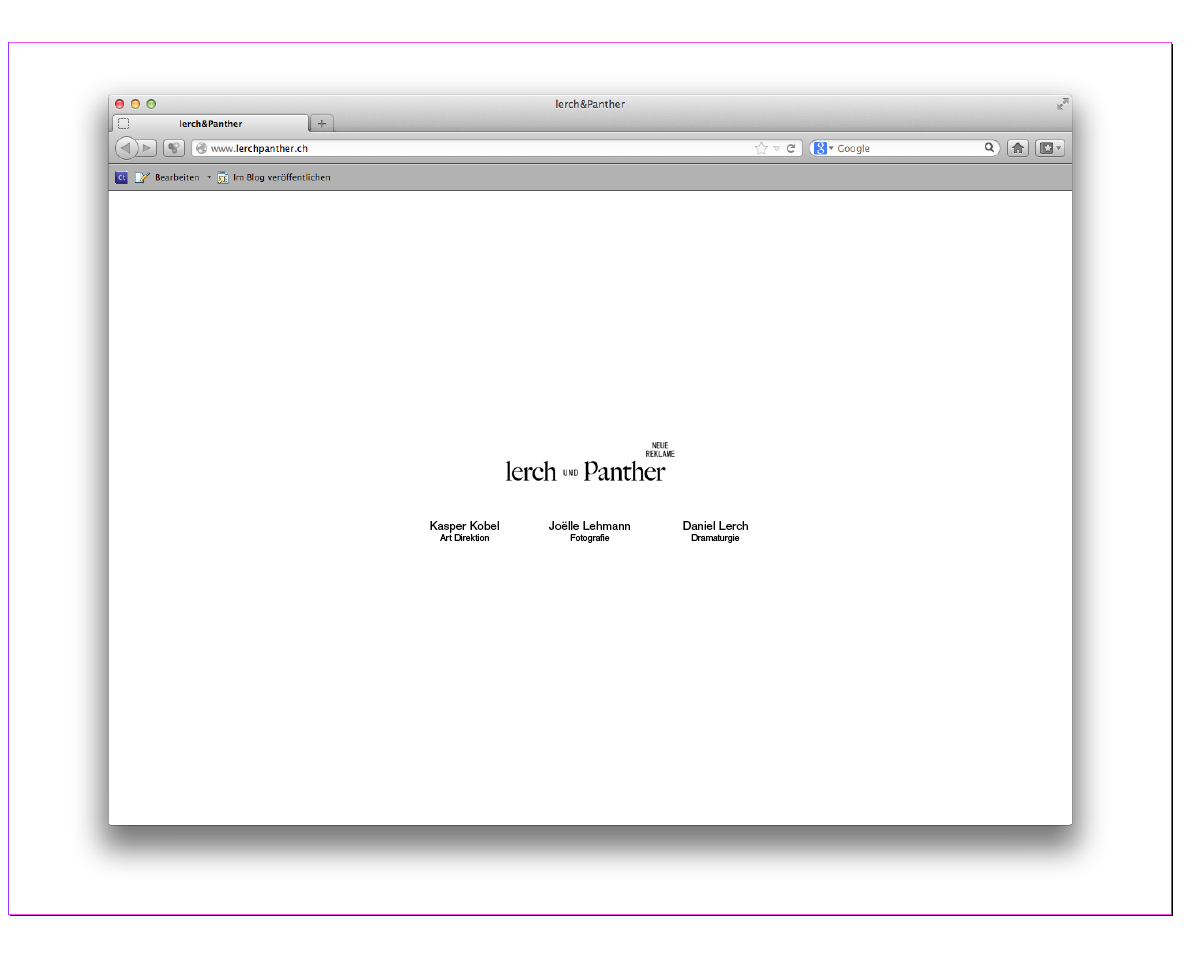 lerch&Panther
lerch&Panther
www.lerchpanther.ch
Google
Ct
Bearbeiten
Im Blog veröffentlichen
NEUE
REKLAME
lerch UND Panther
Kasper Kobel Joëlle Lehmann Daniel Lerch
Art Direktion Fotografie Dramaturgie